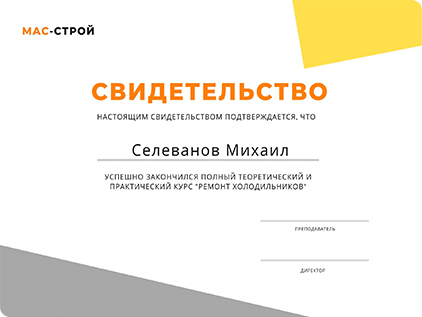 МАС-СТРОЙ
СВИДЕТЕЛЬСТВО
НАСТОЯЩИМ СВИДЕТЕЛЬСТВОМ ПОДТВЕРЖДАЕТСЯ, ЧТО
Селеванов Михаил
УСПЕШНО ЗАКОНЧИЛСЯ ПОЛНЫЙ ТЕОРЕТИЧЕСКИЙ И
ПРАКТИЧЕСКИЙ КУРС "РЕМОНТ ХОЛОДИЛЬНИКОВ"
ПРЕПОДАВАТЕЛЬ
ДИРЕКТОР